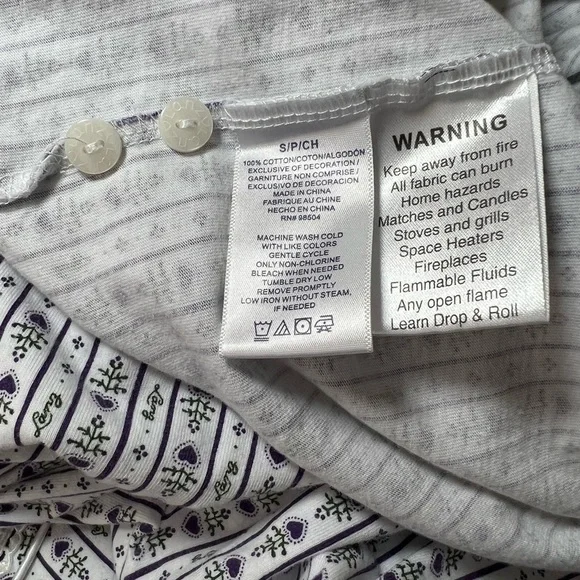 S/P/CH
100% COTTON/COTON/ALGODÓN
EXCLUSIVE OF DECORATION/
GARNITURE NON COMPRISE/
EXCLUSIVO DE DECORACION
MADE IN CHINA
FABRIQUE AU CHINE
HECHO EN CHINA
RN# 98504
MACHINE WASH COLD
WITH LIKE COLORS
GENTLE CYCLE
ONLY NON-CHLORINE
BLEACH WHEN NEEDED
TUMBLE DRY LOW
REMOVE PROMPTLY
LOW IRON WITHOUT STEAM,
IF NEEDED
WARNING
Keep away from fire
All fabric can burn
Home hazards
Matches and Candles
Stoves and grills
Space Heaters
Fireplaces
Flammable Fluids
Any open flame
Learn Drop & Roll